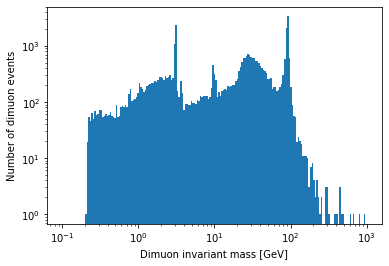 Number of dimuon events
10³
10²
10¹
10⁰
10⁻¹ 10⁰ 10¹ 10² 10³
Dimuon invariant mass [GeV]